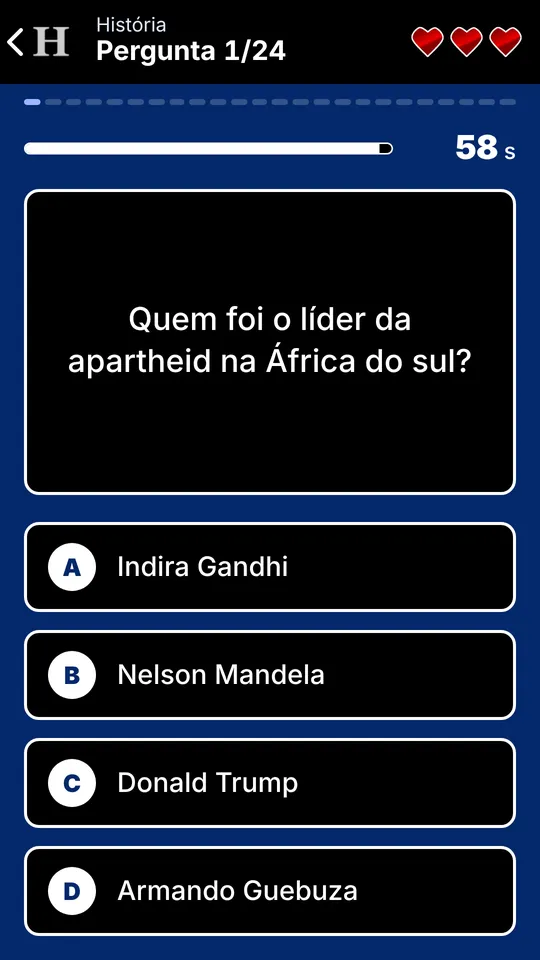 H
História
Pergunta 1/24
58 s
Quem foi o líder da
apartheid na África do sul?
A Indira Gandhi
B Nelson Mandela
C Donald Trump
D Armando Guebuza